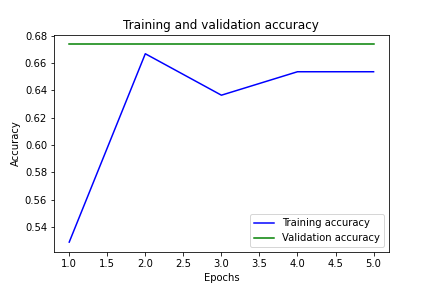 Training and validation accuracy
Accuracy
0.68
0.66
0.64
0.62
0.60
0.58
0.56
0.54
Training accuracy
Validation accuracy
1.0 1.5 2.0 2.5 3.0 3.5 4.0 4.5 5.0
Epochs